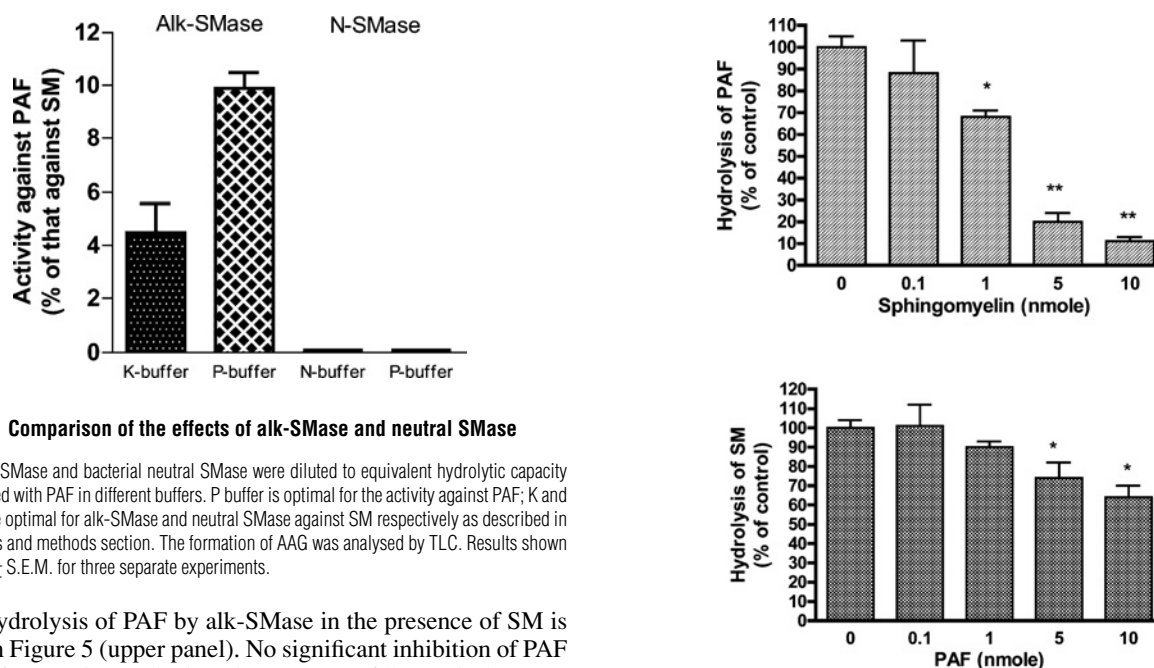 Alk-SMase N-SMase
12
10
8
6
4
2
0
Activity against PAF
(% of that against SM)
K-buffer P-buffer N-buffer P-buffer
Comparison of the effects of alk-SMase and neutral SMase
SMase and bacterial neutral SMase were diluted to equivalent hydrolytic capacity
ed with PAF in different buffers. P buffer is optimal for the activity against PAF; K and
e optimal for alk-SMase and neutral SMase against SM respectively as described in
s and methods section. The formation of AAG was analysed by TLC. Results shown
± S.E.M. for three separate experiments.
ydrolysis of PAF by alk-SMase in the presence of SM is
n Figure 5 (upper panel). No significant inhibition of PAF
110
100
90
80
70
60
50
40
30
20
10
0
Hydrolysis of PAF
(% of control)
*
**
**
0 0.1 1 5 10
Sphingomyelin (nmole)
120
110
100
90
80
70
60
50
40
30
20
10
0
Hydrolysis of SM
(% of control)
* *
0 0.1 1 5 10
PAF (nmole)